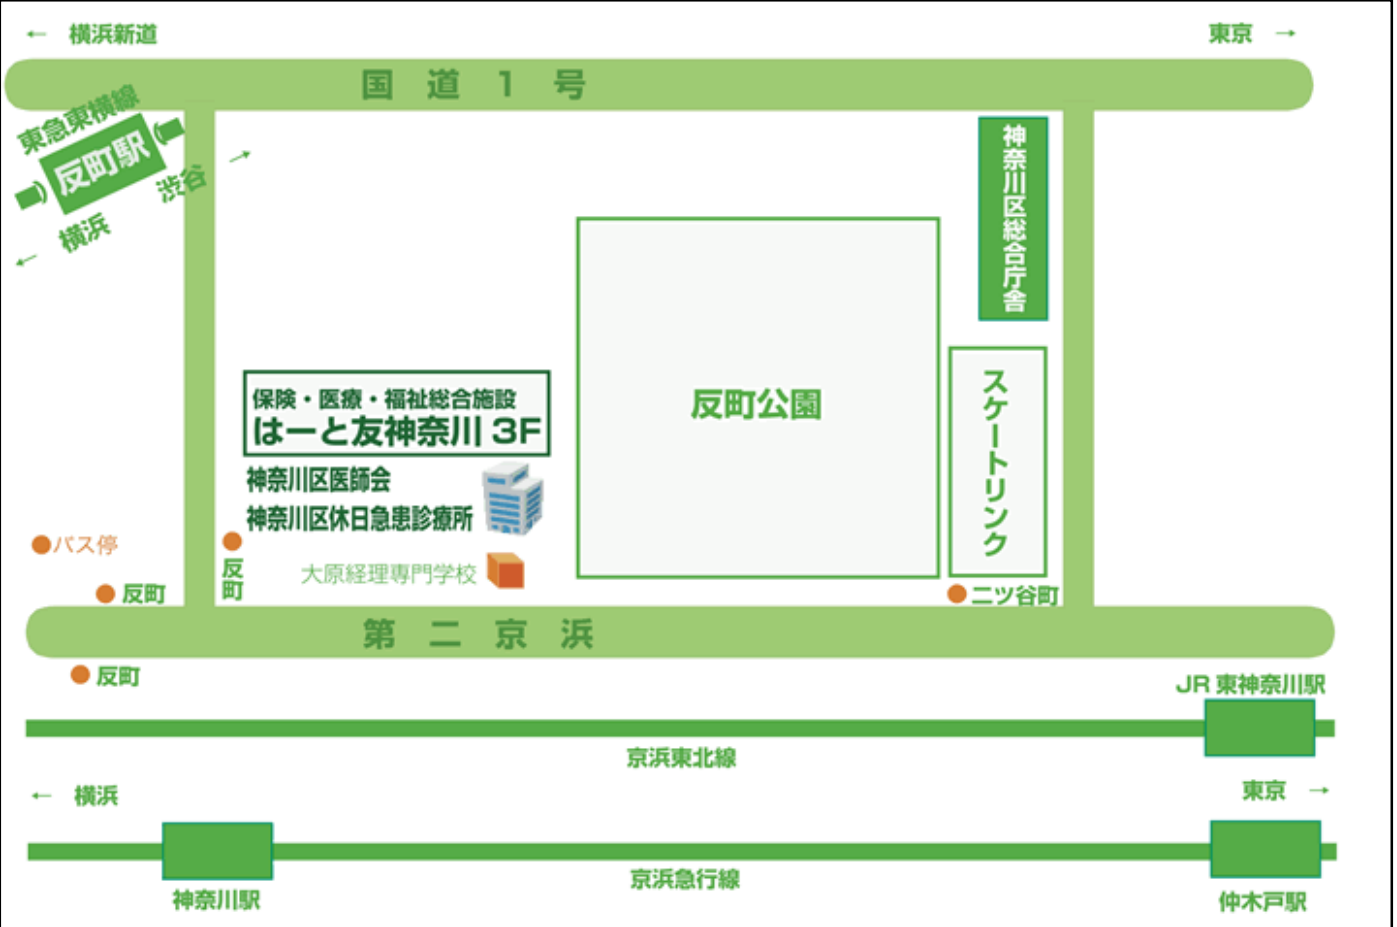 ← 横浜新道
東京 →
国道1号
東急東横線
反町駅
渋谷 →
← 横浜
神奈川区総合庁舎
反町公園
スケートリンク
保険・医療・福祉総合施設
はーと友神奈川 3F
神奈川区医師会
神奈川区休日急患診療所
大原経理専門学校
バス停
反町
反町
二ツ谷町
第二京浜
反町
JR 東神奈川駅
京浜東北線
← 横浜
東京 →
京浜急行線
神奈川駅
仲木戸駅